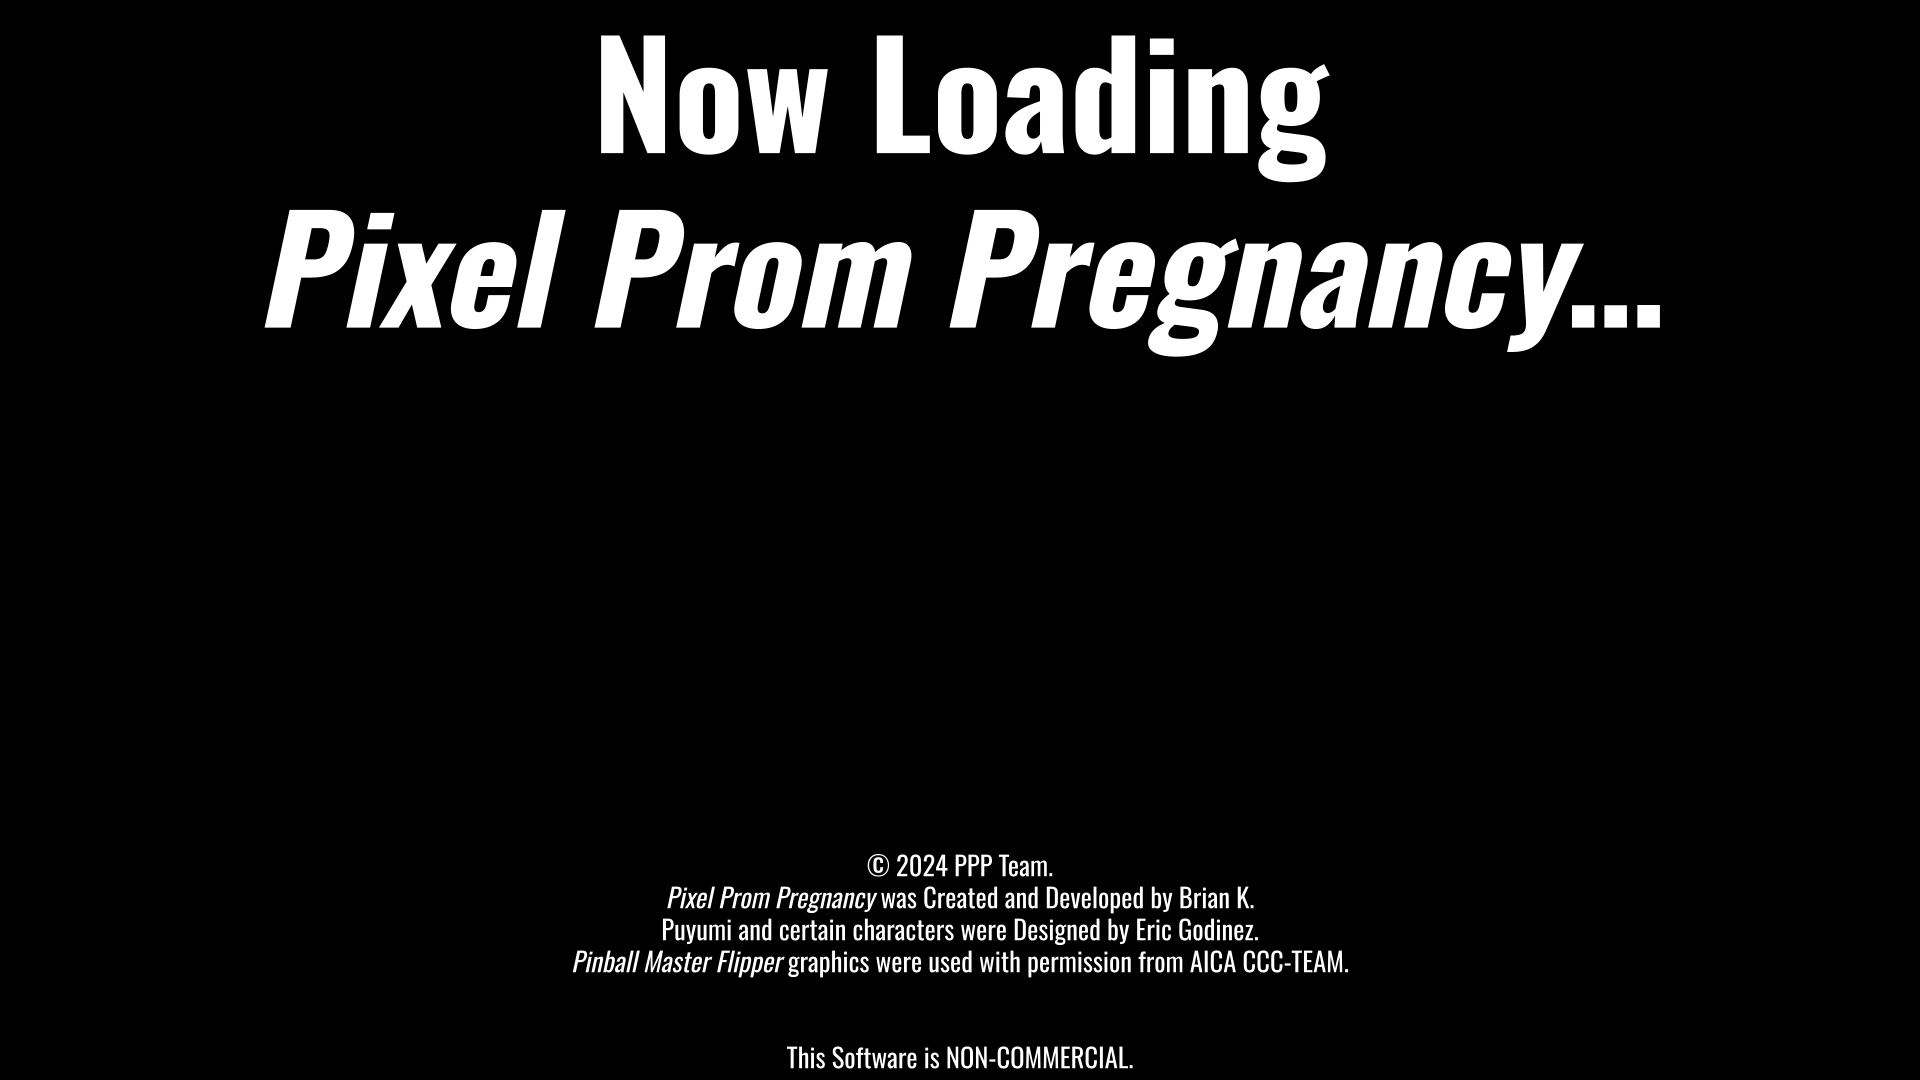 Now Loading
Pixel Prom Pregnancy...
© 2024 PPP Team.
Pixel Prom Pregnancy was Created and Developed by Brian K.
Puyumi and certain characters were Designed by Eric Godinez.
Pinball Master Flipper graphics were used with permission from AICA CCC-TEAM.
This Software is NON-COMMERCIAL.